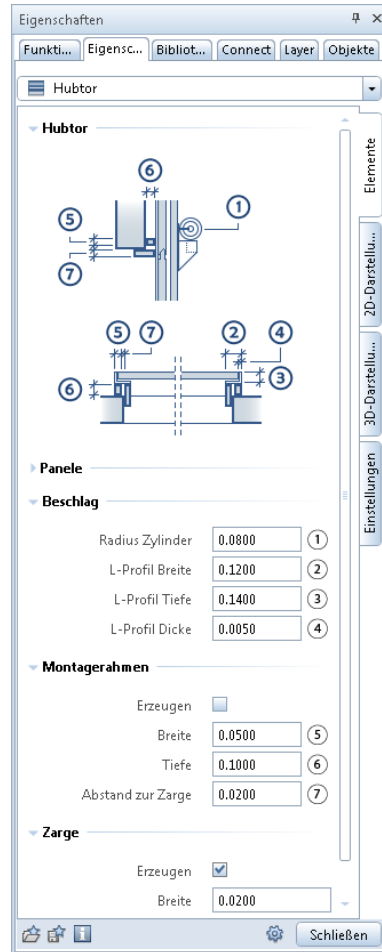 Eigenschaften
Funkti... Eigensc... Bibliot... Connect Layer Objekte
Hubtor
Elemente
2D-Darstellu...
3D-Darstellu...
Einstellungen
Hubtor
6
1
5
7
5 7 2 4
6 3
Panele
Beschlag
Radius Zylinder 0.0800 1
L-Profil Breite 0.1200 2
L-Profil Tiefe 0.1400 3
L-Profil Dicke 0.0050 4
Montagerahmen
Erzeugen
Breite 0.0500 5
Tiefe 0.1000 6
Abstand zur Zarge 0.0200 7
Zarge
Erzeugen
Breite 0.0200
Schließen